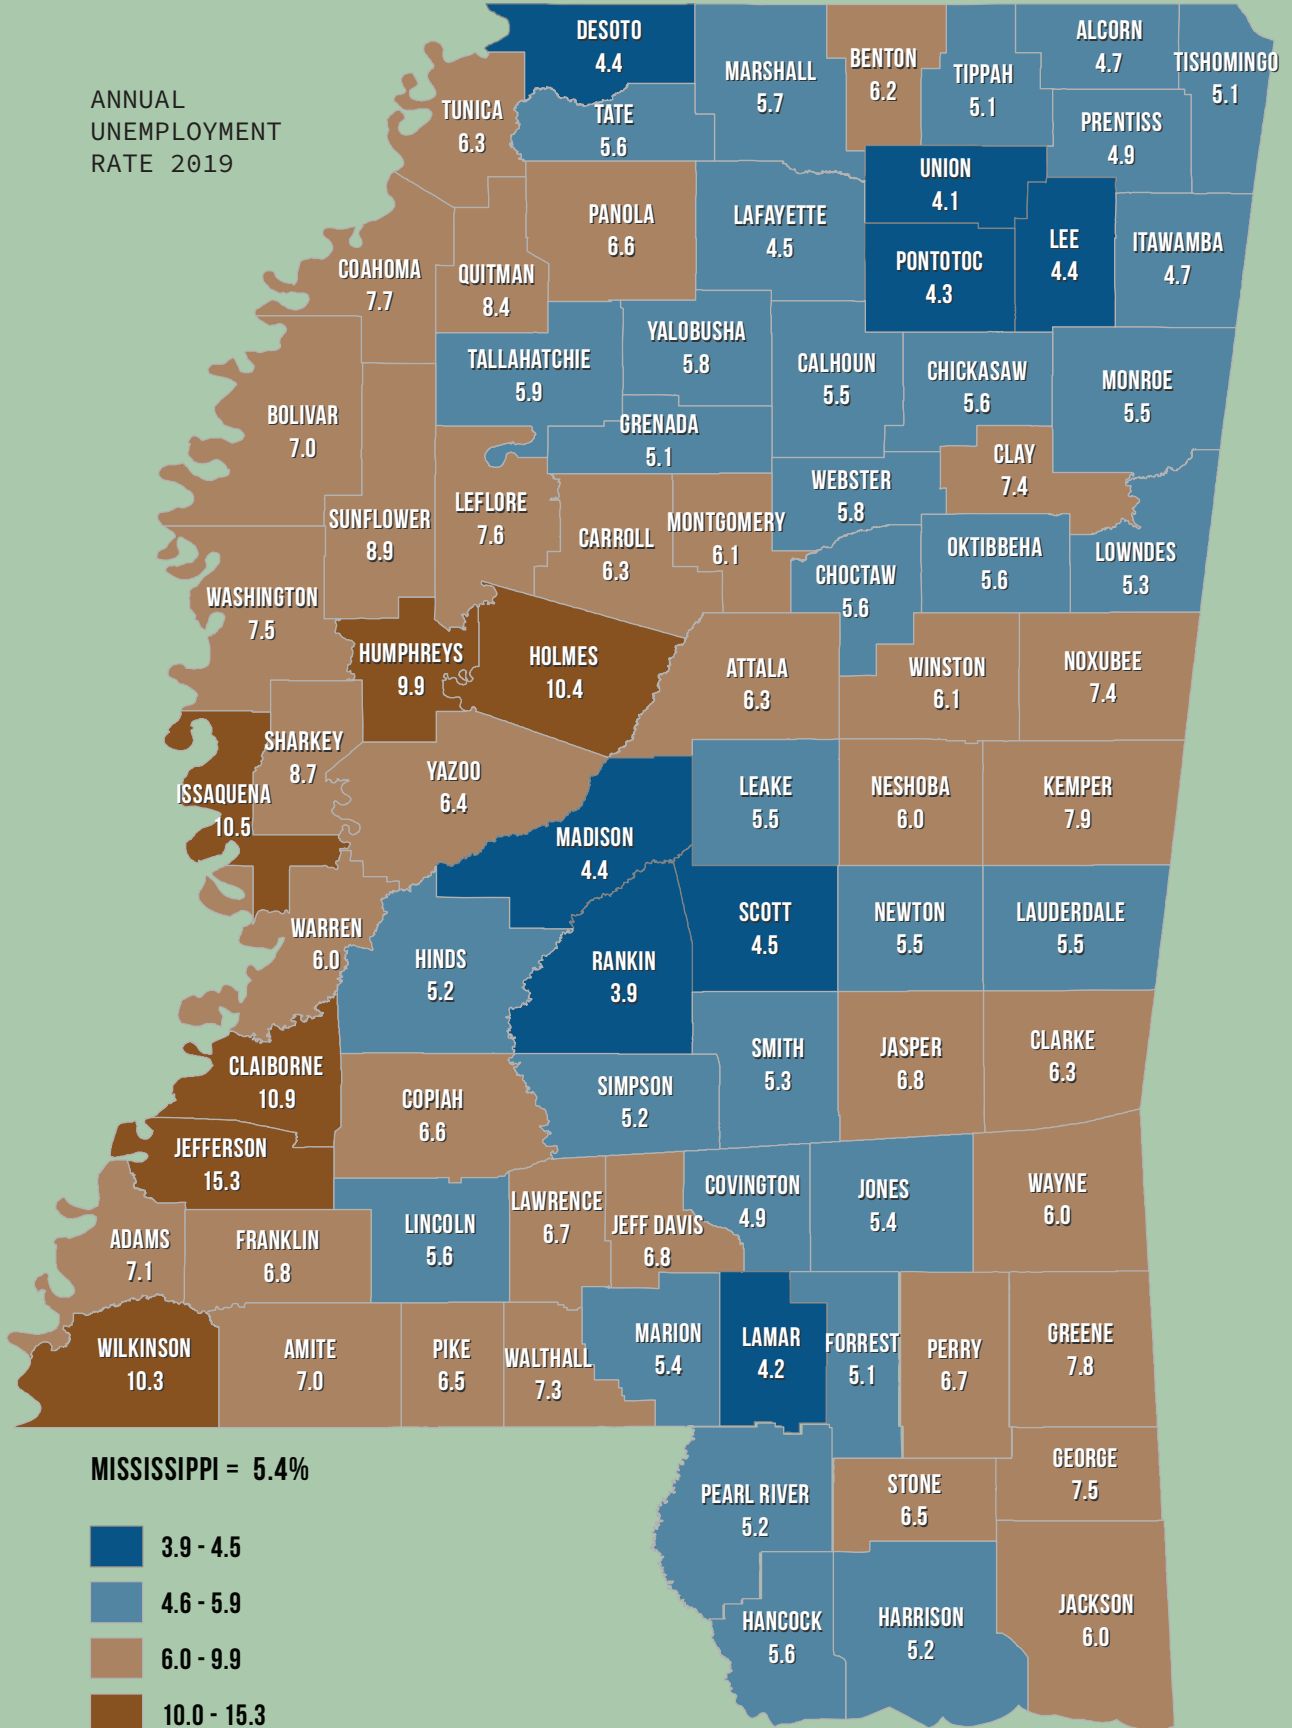 ANNUAL
UNEMPLOYMENT
RATE 2019
DESOTO
4.4
MARSHALL
5.7
BENTON
6.2
TIPPAH
5.1
ALCORN
4.7
TISHOMINGO
5.1
TUNICA
6.3
TATE
5.6
PRENTISS
4.9
UNION
4.1
PANOLA
6.6
LAFAYETTE
4.5
PONTOTOC
4.3
LEE
4.4
ITAWAMBA
4.7
COAHOMA
7.7
QUITMAN
8.4
TALLAHATCHIE
5.9
YALOBUSHA
5.8
CALHOUN
5.5
CHICKASAW
5.6
MONROE
5.5
BOLIVAR
7.0
GRENADA
5.1
CLAY
7.4
SUNFLOWER
8.9
LEFLORE
7.6
CARROLL
6.3
MONTGOMERY
6.1
WEBSTER
5.8
OKTIBBEHA
5.6
LOWNDES
5.3
CHOCTAW
5.6
WASHINGTON
7.5
HUMPHREYS
9.9
HOLMES
10.4
ATTALA
6.3
WINSTON
6.1
NOXUBEE
7.4
SHARKEY
8.7
ISSAQUENA
10.5
YAZOO
6.4
MADISON
4.4
LEAKE
5.5
NESHOBA
6.0
KEMPER
7.9
WARREN
6.0
HINDS
5.2
RANKIN
3.9
SCOTT
4.5
NEWTON
5.5
LAUDERDALE
5.5
CLAIBORNE
10.9
COPIAH
6.6
SIMPSON
5.2
SMITH
5.3
JASPER
6.8
CLARKE
6.3
JEFFERSON
15.3
ADAMS
7.1
FRANKLIN
6.8
LINCOLN
5.6
LAWRENCE
6.7
JEFF DAVIS
6.8
COVINGTON
4.9
JONES
5.4
WAYNE
6.0
WILKINSON
10.3
AMITE
7.0
PIKE
6.5
WALTHALL
7.3
MARION
5.4
LAMAR
4.2
FORREST
5.1
PERRY
6.7
GREENE
7.8
PEARL RIVER
5.2
STONE
6.5
GEORGE
7.5
HANCOCK
5.6
HARRISON
5.2
JACKSON
6.0
MISSISSIPPI = 5.4%
3.9 - 4.5
4.6 - 5.9
6.0 - 9.9
10.0 - 15.3